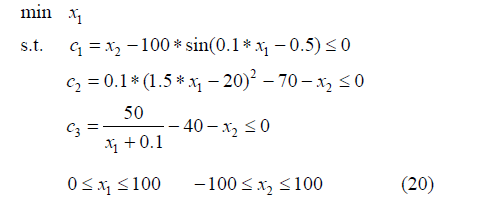 min x₁
s.t. c₁ = x₂ − 100 * sin(0.1 * x₁ − 0.5) ≤ 0
c₂ = 0.1 * (1.5 * x₁ − 20)² − 70 − x₂ ≤ 0
c₃ = 50 / (x₁ + 0.1) − 40 − x₂ ≤ 0
0 ≤ x₁ ≤ 100 −100 ≤ x₂ ≤ 100 (20)